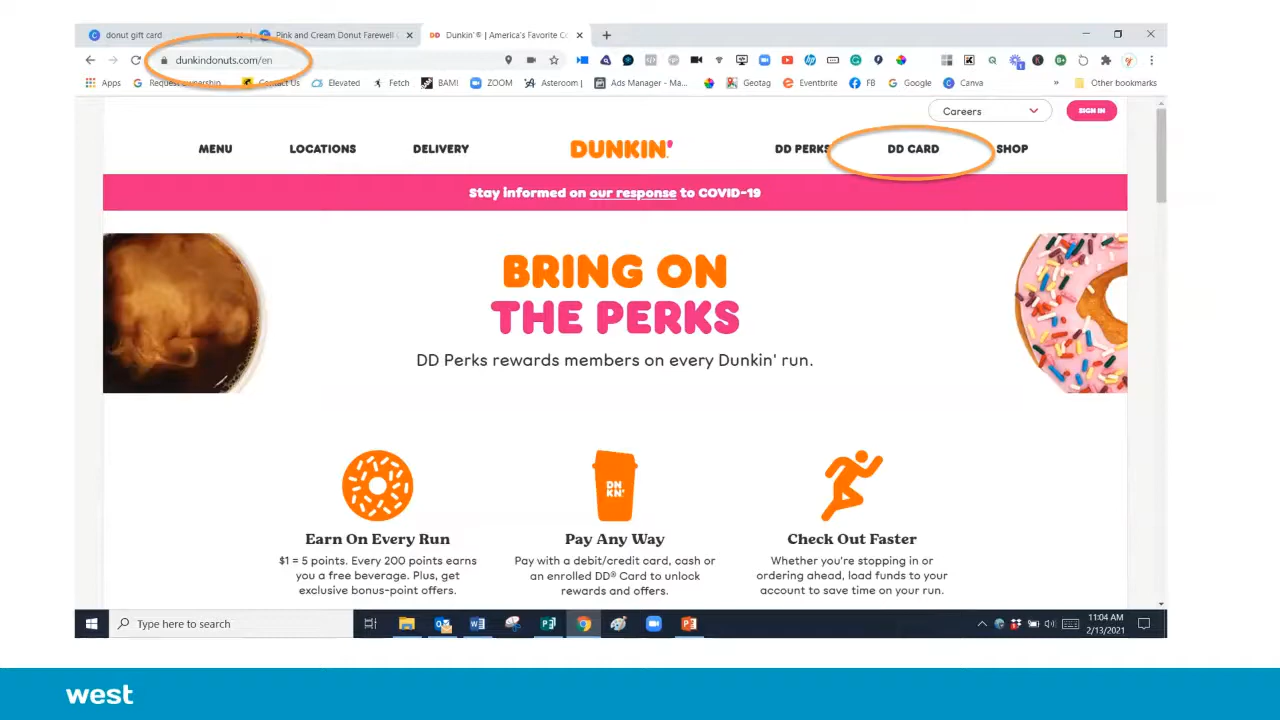 donut gift card
Pink and Cream Donut Farewell
Dunkin'® | America's Favorite Co
dunkindonuts.com/en
Apps
Request Ownership
Contact Us
Elevated
Fetch
BAM!
ZOOM
Asteroom |
Ads Manager - Ma...
Geotag
Eventbrite
FB
Google
Canva
»
Other bookmarks
Careers
SIGN IN
MENU
LOCATIONS
DELIVERY
DUNKIN'
DD PERKS
DD CARD
SHOP
Stay informed on our response to COVID-19
BRING ON
THE PERKS
DD Perks rewards members on every Dunkin' run.
DN
KN'
Earn On Every Run
$1 = 5 points. Every 200 points earns
you a free beverage. Plus, get
exclusive bonus-point offers.
Pay Any Way
Pay with a debit/credit card, cash or
an enrolled DD® Card to unlock
rewards and offers.
Check Out Faster
Whether you're stopping in or
ordering ahead, load funds to your
account to save time on your run.
Type here to search
11:04 AM
2/13/2021
west